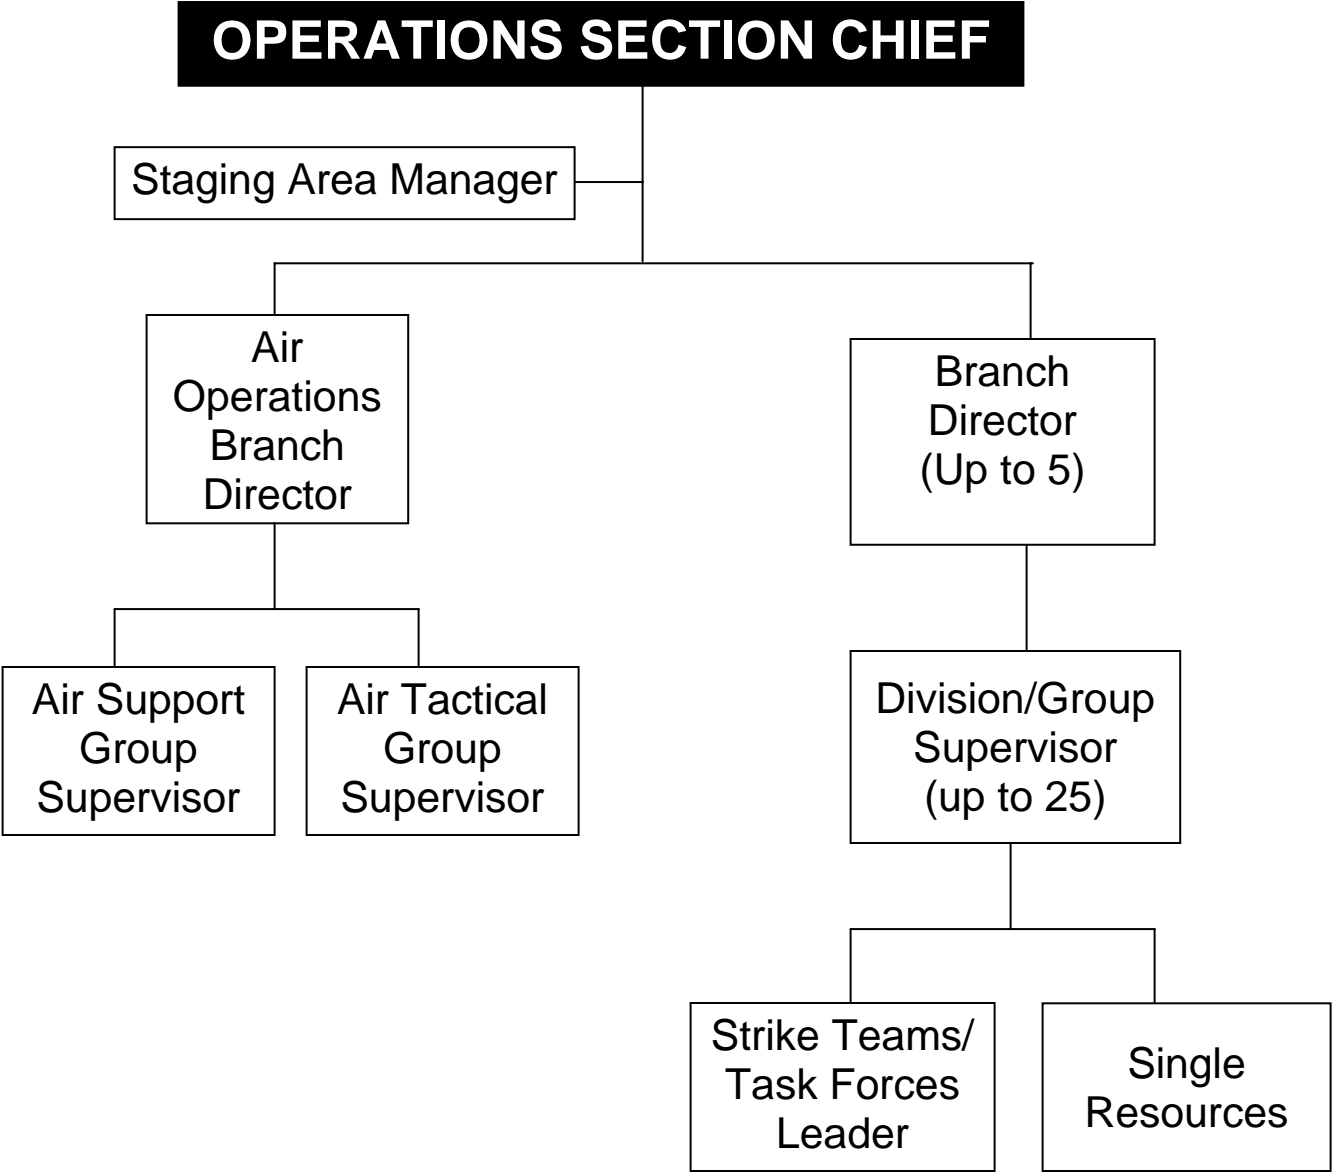 OPERATIONS SECTION CHIEF
Staging Area Manager
Air
Operations
Branch
Director
Branch
Director
(Up to 5)
Air Support
Group
Supervisor
Air Tactical
Group
Supervisor
Division/Group
Supervisor
(up to 25)
Strike Teams/
Task Forces
Leader
Single
Resources